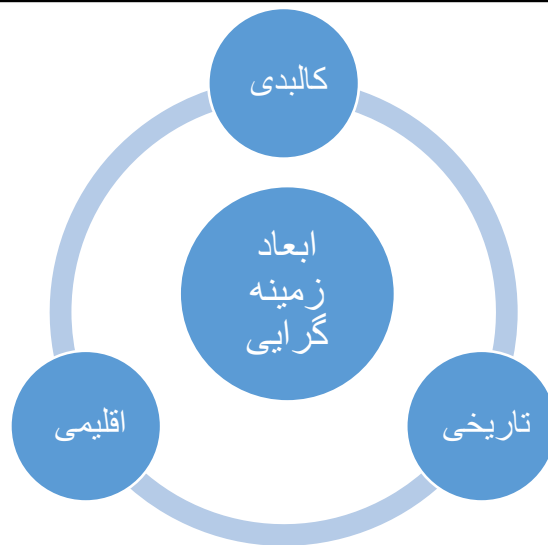 کالبدی
ابعاد
زمینه
گرایی
تاریخی
اقلیمی